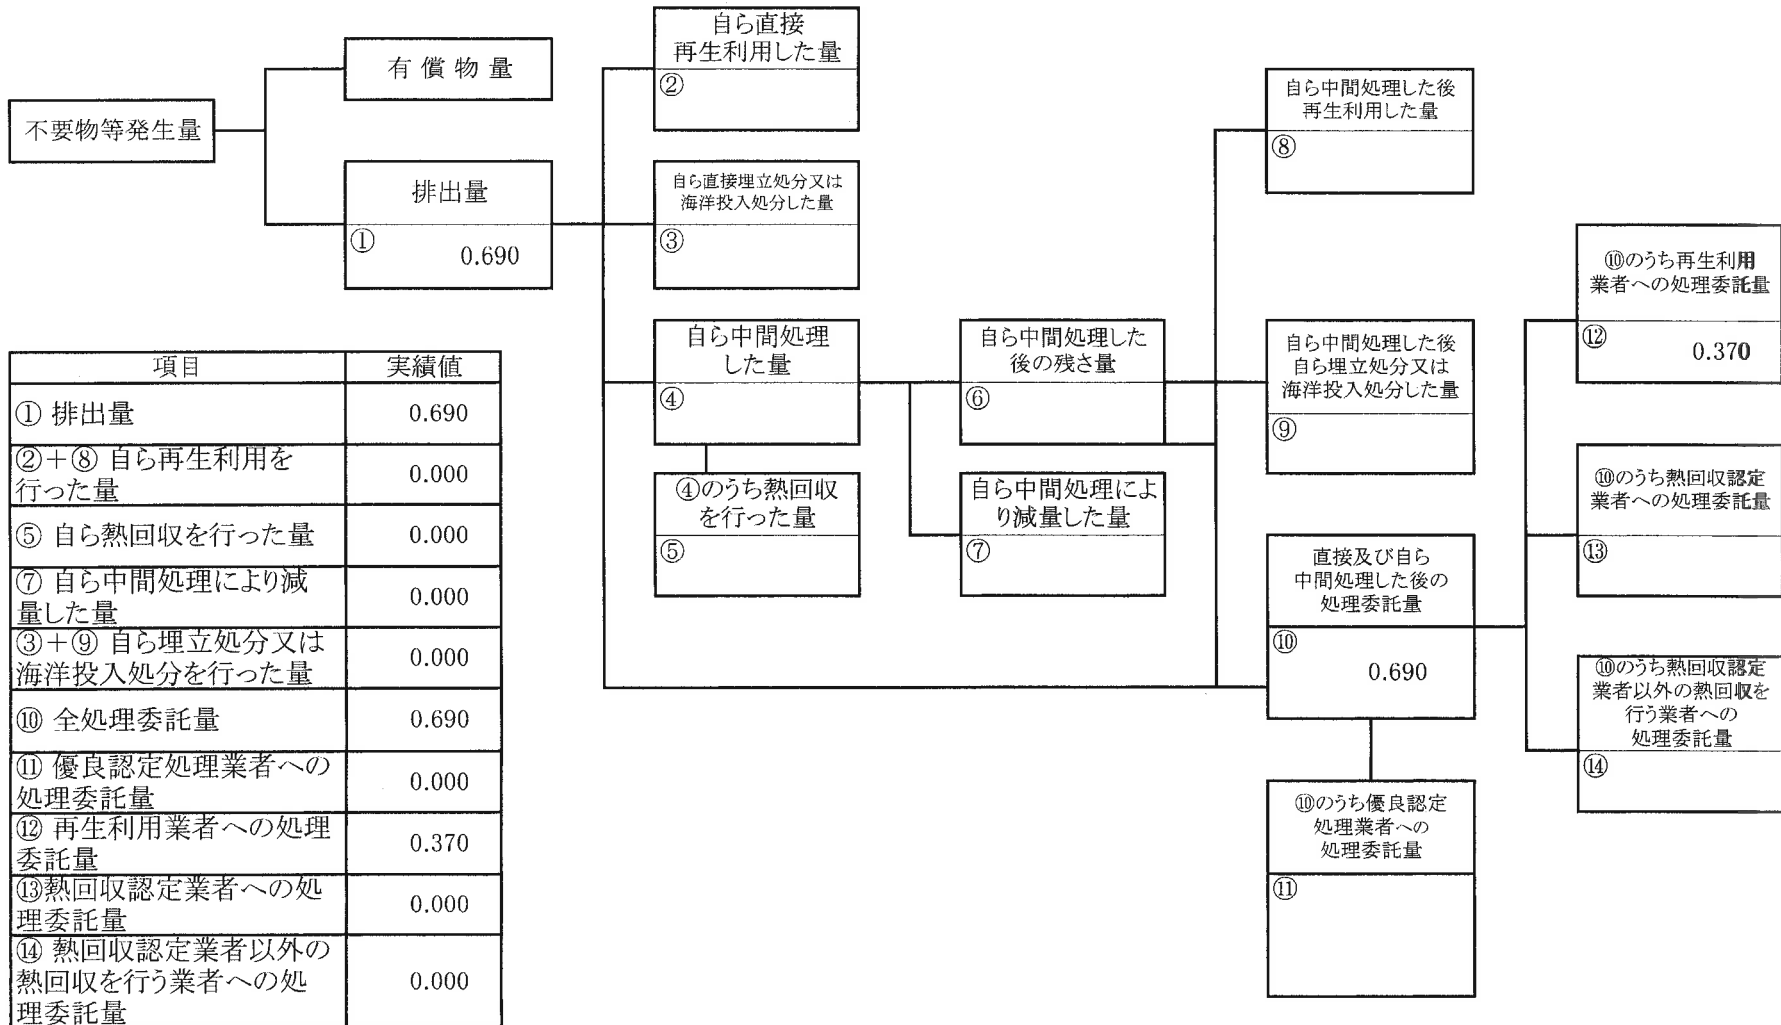 不要物等発生量
有償物量
排出量
①
0.690
自ら直接
再生利用した量
②
自ら直接埋立処分又は
海洋投入処分した量
③
自ら中間処理
した量
④
④のうち熱回収
を行った量
⑤
自ら中間処理した
後の残さ量
⑥
自ら中間処理によ
り減量した量
⑦
自ら中間処理した後
再生利用した量
⑧
自ら中間処理した後
自ら埋立処分又は
海洋投入処分した量
⑨
直接及び自ら
中間処理した後の
処理委託量
⑩
0.690
⑩のうち優良認定
処理業者への
処理委託量
⑪
⑩のうち再生利用
業者への処理委託量
⑫
0.370
⑩のうち熱回収認定
業者への処理委託量
⑬
⑩のうち熱回収認定
業者以外の熱回収を
行う業者への
処理委託量
⑭
項目 実績値
① 排出量 0.690
②+⑧ 自ら再生利用を
行った量 0.000
⑤ 自ら熱回収を行った量 0.000
⑦ 自ら中間処理により減
量した量 0.000
③+⑨ 自ら埋立処分又は
海洋投入処分を行った量 0.000
⑩ 全処理委託量 0.690
⑪ 優良認定処理業者への
処理委託量 0.000
⑫ 再生利用業者への処理
委託量 0.370
⑬熱回収認定業者への処
理委託量 0.000
⑭ 熱回収認定業者以外の
熱回収を行う業者への処
理委託量 0.000